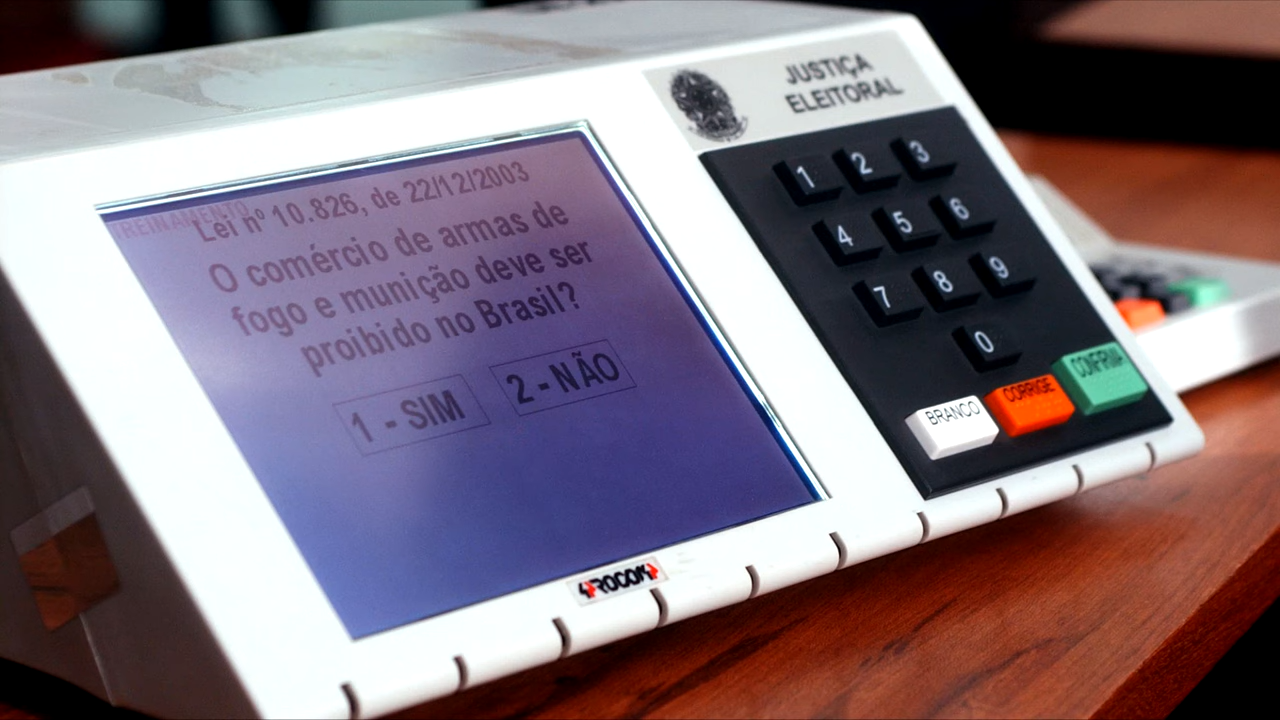 TREINAMENTO
Lei nº 10.826, de 22/12/2003
O comércio de armas de
fogo e munição deve ser
proibido no Brasil?
1 - SIM
2 - NÃO
PROCOMP
JUSTIÇA
ELEITORAL
1 2 3
4 5 6
7 8 9
0
BRANCO CORRIGE CONFIRMA